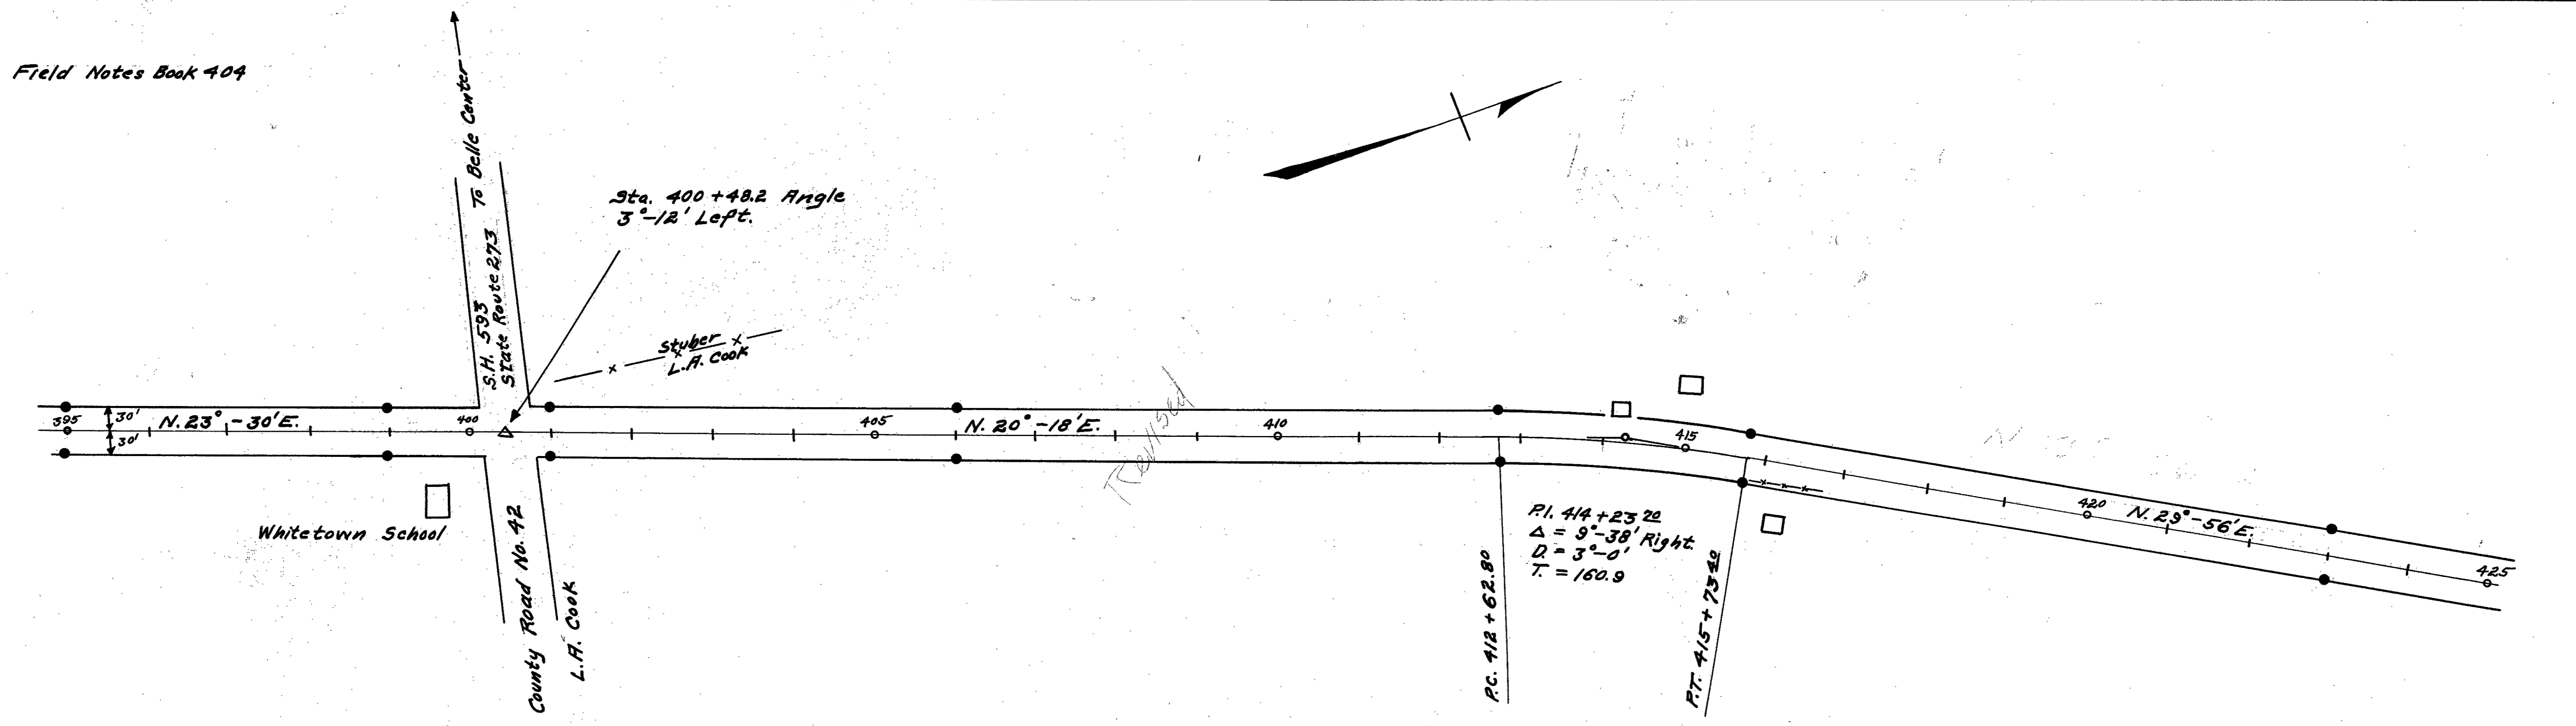 Field Notes Book 404
To Belle Center
S.H. 593
State Route 273
Sta. 400 + 48.2 Angle
3°-12' Left.
Stuber
L.A. Cook
395
30'
30'
N. 23° - 30' E.
400
405
N. 20° - 18' E.
410
415
420
N. 29° - 56' E.
425
Revised
Whitetown School
County Road No. 42
L.A. Cook
P.I. 414 + 23 20
Δ = 9° - 38' Right.
D. = 3° - 0'
T. = 160.9
P.C. 412 + 62.80
P.T. 415 + 73 40